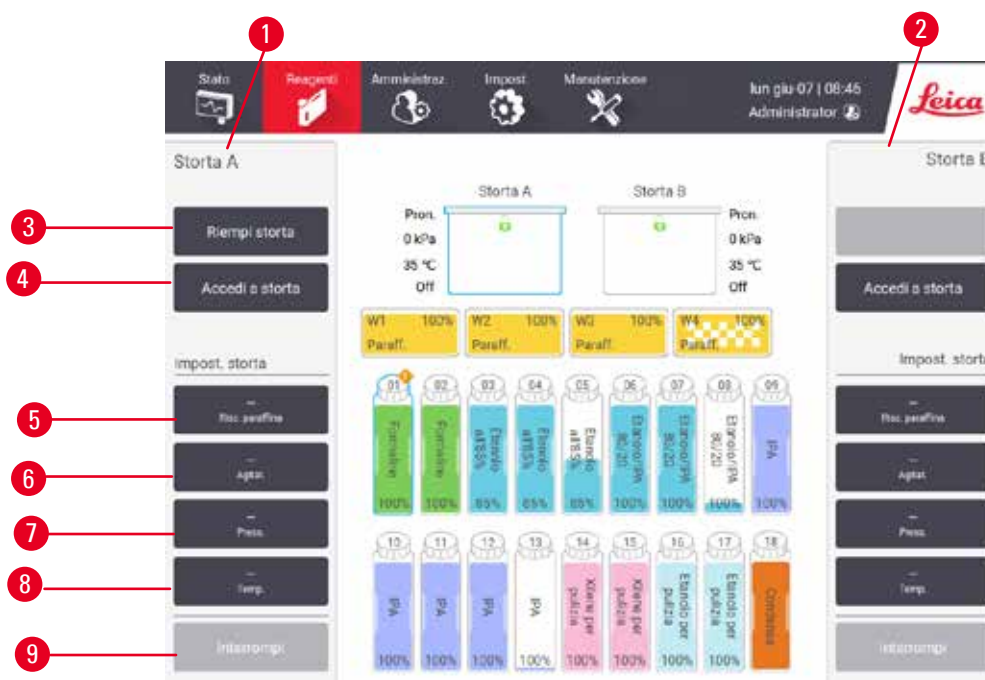 1
2
Stato
Reagenti
Amministraz.
Impost.
Manutenzione
lun giu-07 | 08:46
Administrator
Leica
Storta A
Storta B
3
Riempi storta
4
Accedi a storta
Impost. storta
5
Risc. paraffina
6
Agitat.
7
Press.
8
Temp.
9
Interrompi
Storta A
Storta B
Pron.
0 kPa
35 °C
Off
Pron.
0 kPa
35 °C
Off
W1 100%
Paraff.
W2 100%
Paraff.
W3 100%
Paraff.
W4 100%
Paraff.
01
Formalina
100%
02
Formalina
100%
03
Etanolo
all'85%
85%
04
Etanolo
all'85%
85%
05
Etanolo
all'85%
85%
06
Etanolo/IPA
80/20
100%
07
Etanolo/IPA
80/20
100%
08
Etanolo/IPA
80/20
100%
09
IPA
100%
10
IPA
100%
11
IPA
100%
12
IPA
100%
13
IPA
100%
14
Xilene per
pulizia
100%
15
Xilene per
pulizia
100%
16
Etanolo per
pulizia
100%
17
Etanolo per
pulizia
100%
18
Condensa
Accedi a storta
Impost. storta
Risc. paraffina
Agitat.
Press.
Temp.
Interrompi